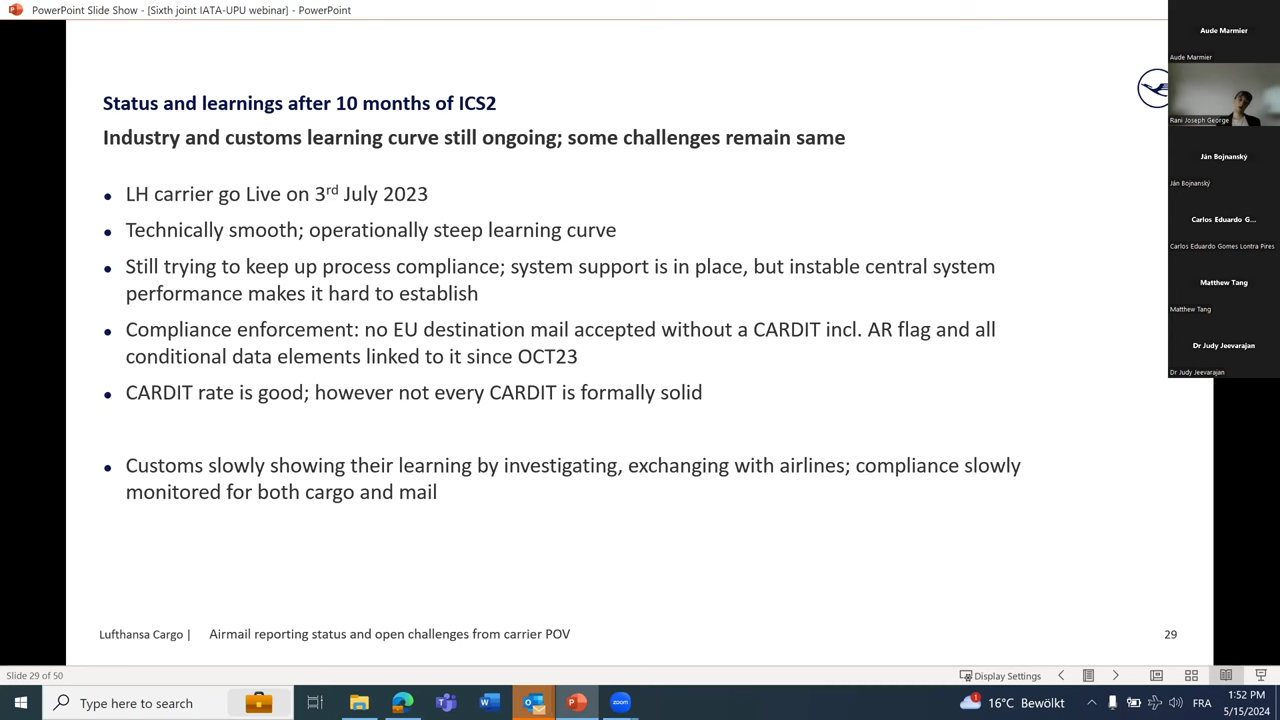 PowerPoint Slide Show - [Sixth joint IATA-UPU webinar] - PowerPoint
Status and learnings after 10 months of ICS2
Industry and customs learning curve still ongoing; some challenges remain same
• LH carrier go Live on 3rd July 2023
• Technically smooth; operationally steep learning curve
• Still trying to keep up process compliance; system support is in place, but instable central system
performance makes it hard to establish
• Compliance enforcement: no EU destination mail accepted without a CARDIT incl. AR flag and all
conditional data elements linked to it since OCT23
• CARDIT rate is good; however not every CARDIT is formally solid
• Customs slowly showing their learning by investigating, exchanging with airlines; compliance slowly
monitored for both cargo and mail
Lufthansa Cargo | Airmail reporting status and open challenges from carrier POV
29
Aude Marmier
Aude Marmier
Rani Joseph George
Ján Bojnanský
Ján Bojnanský
Carlos Eduardo G...
Carlos Eduardo Gomes Lontra Pires
Matthew Tang
Matthew Tang
Dr Judy Jeevarajan
Dr Judy Jeevarajan
Slide 29 of 50
Display Settings
Type here to search
1
16°C Bewölkt
FRA
1:52 PM
5/15/2024